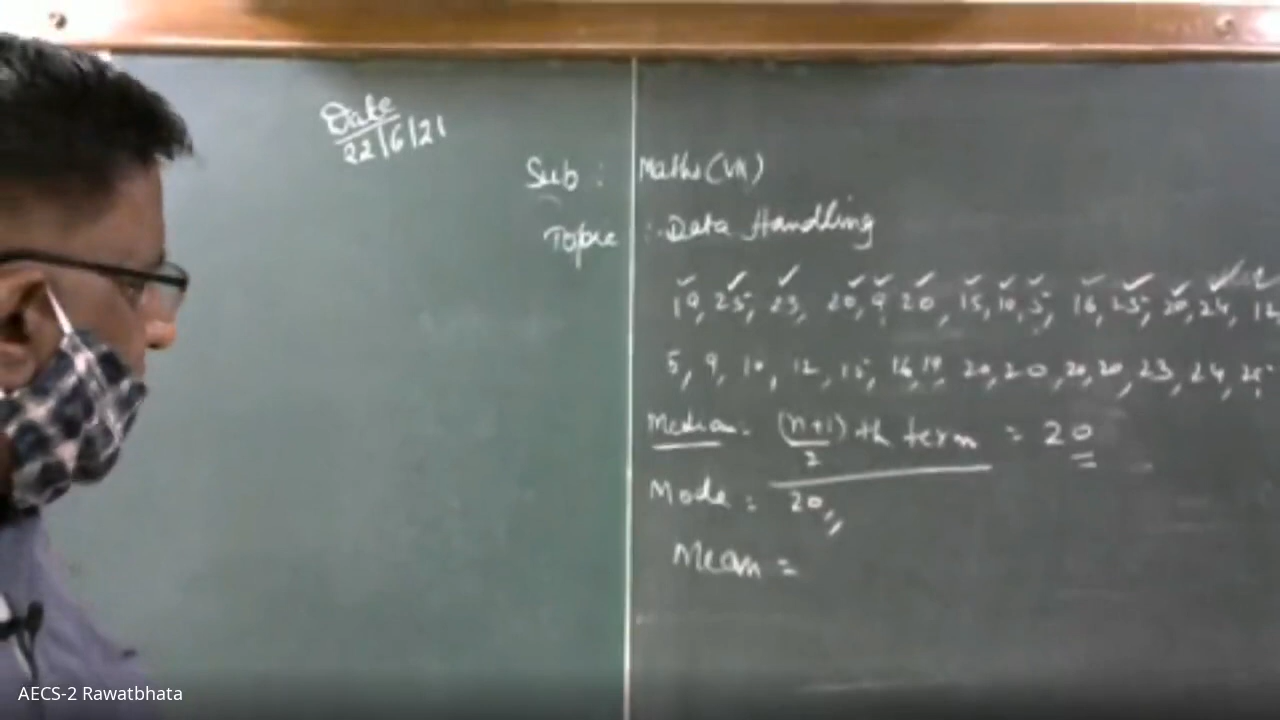 Date
22/6/21
Sub : Maths (VII)
Topic : Data Handling
19, 25, 23, 20, 9, 20, 15, 10, 5, 16, 25, 20, 24, 12
5, 9, 10, 12, 15, 16, 19, 20, 20, 20, 20, 23, 24, 25
Median = (n+1)/2 th term = 20
Mode = 20,,
Mean =
AECS-2 Rawatbhata